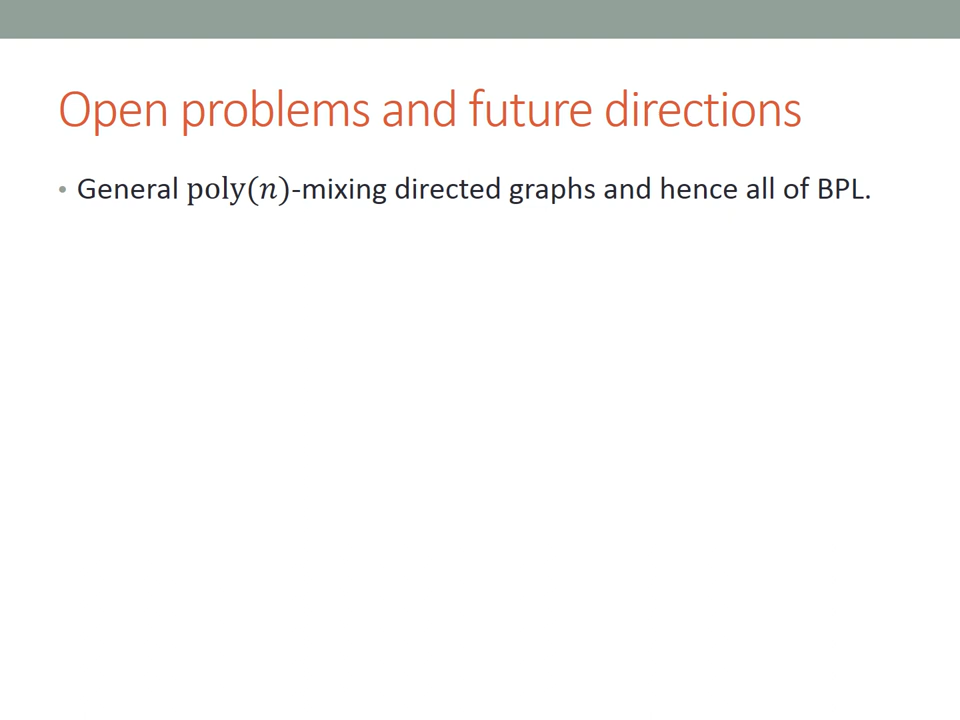 Open problems and future directions
• General poly(n)-mixing directed graphs and hence all of BPL.